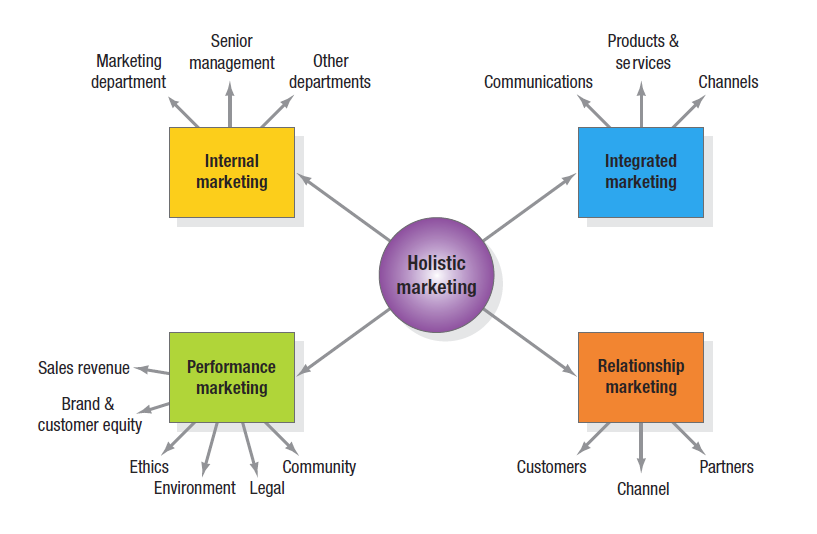 Marketing
department
Senior
management
Other
departments
Communications
Products &
services
Channels
Internal
marketing
Integrated
marketing
Holistic
marketing
Performance
marketing
Relationship
marketing
Sales revenue
Brand &
customer equity
Ethics
Environment
Legal
Community
Customers
Channel
Partners